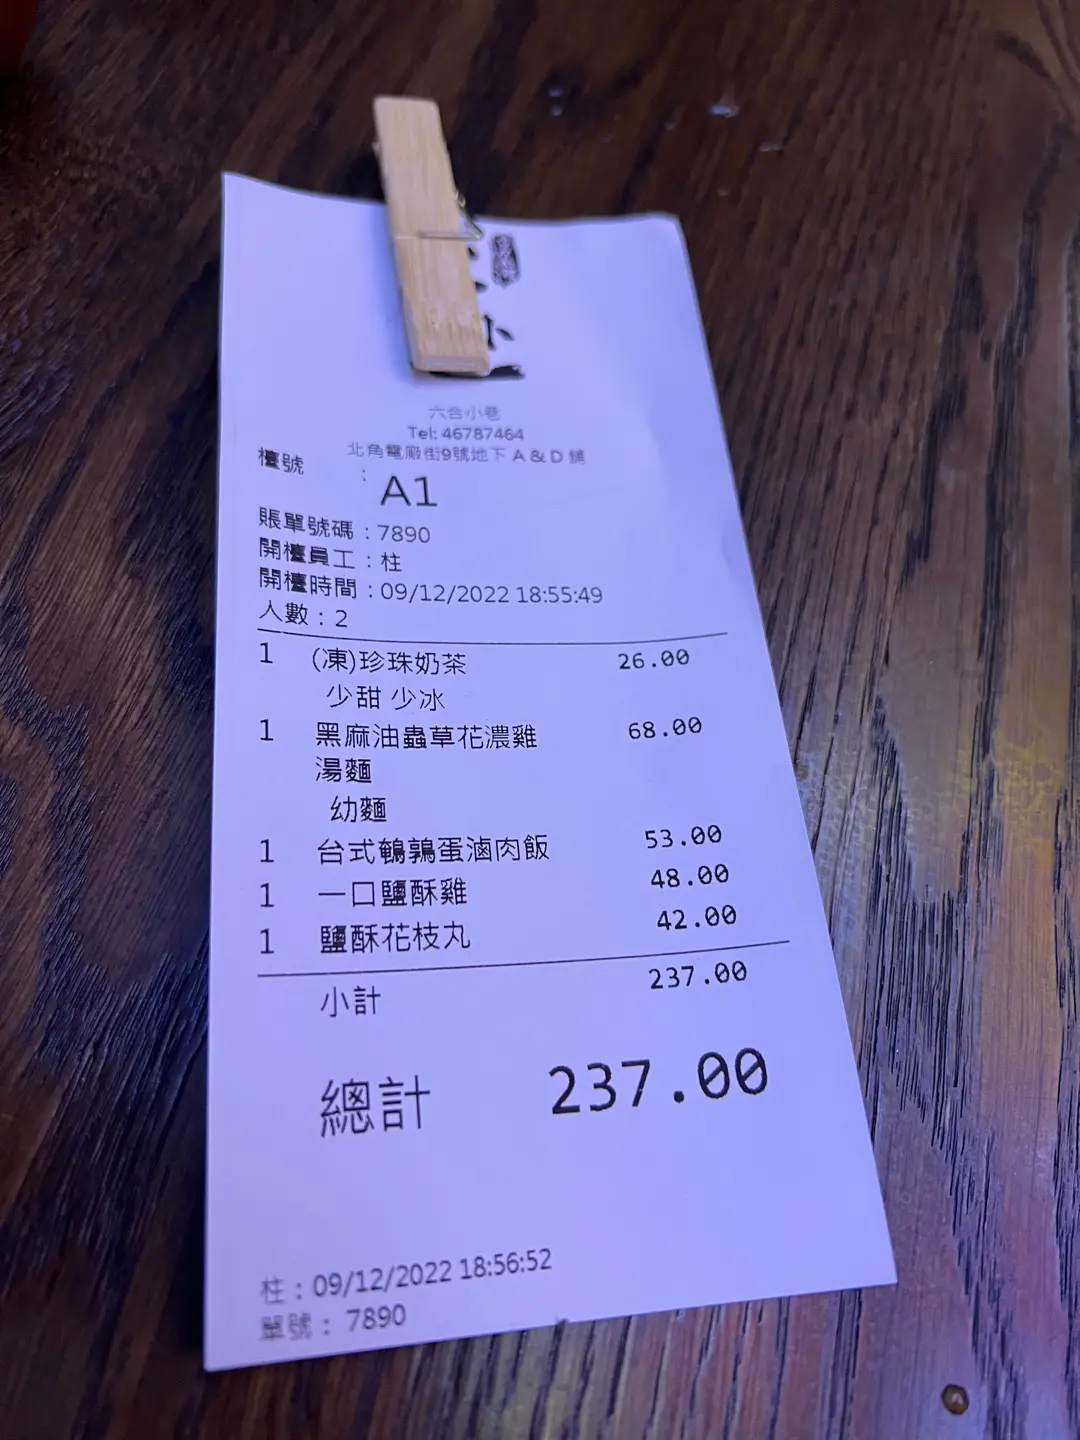 小
六合小巷
Tel: 46787464
北角電廠街9號地下 A & D 舖
檯號 : A1
賬單號碼 : 7890
開檯員工 : 柱
開檯時間 : 09/12/2022 18:55:49
人數 : 2
1 (凍)珍珠奶茶 26.00
少甜 少冰
1 黑麻油蟲草花濃雞 68.00
湯麵
幼麵
1 台式鵪鶉蛋滷肉飯 53.00
1 一口鹽酥雞 48.00
1 鹽酥花枝丸 42.00
小計 237.00
總計 237.00
柱 : 09/12/2022 18:56:52
單號 : 7890